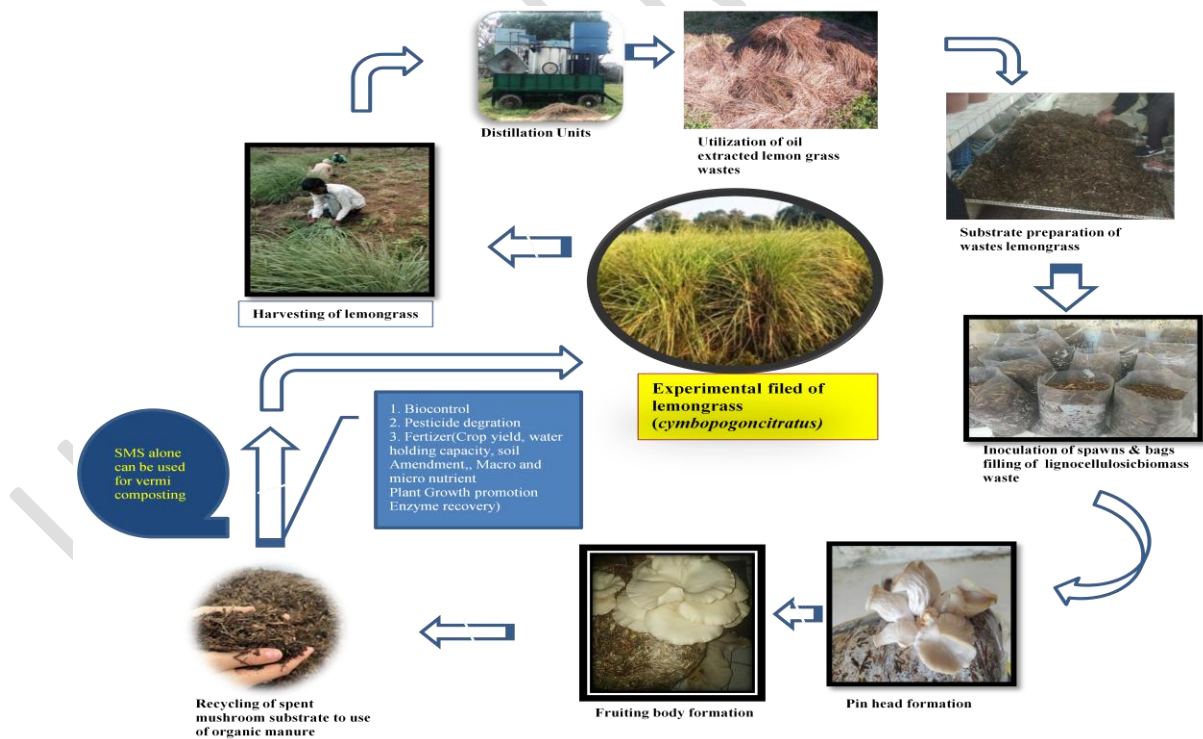 Distillation Units
Utilization of oil
extracted lemon grass
wastes
Substrate preparation of
wastes lemongrass
Harvesting of lemongrass
Experimental filed of
lemongrass
(cymbopogoncitratus)
1. Biocontrol
2. Pesticide degration
3. Fertizer(Crop yield, water
holding capacity, soil
Amendment,, Macro and
micro nutrient
Plant Growth promotion
Enzyme recovery)
SMS alone
can be used
for vermi
composting
Inoculation of spawns & bags
filling of lignocellulosicbiomass
waste
Recycling of spent
mushroom substrate to use
of organic manure
Fruiting body formation
Pin head formation